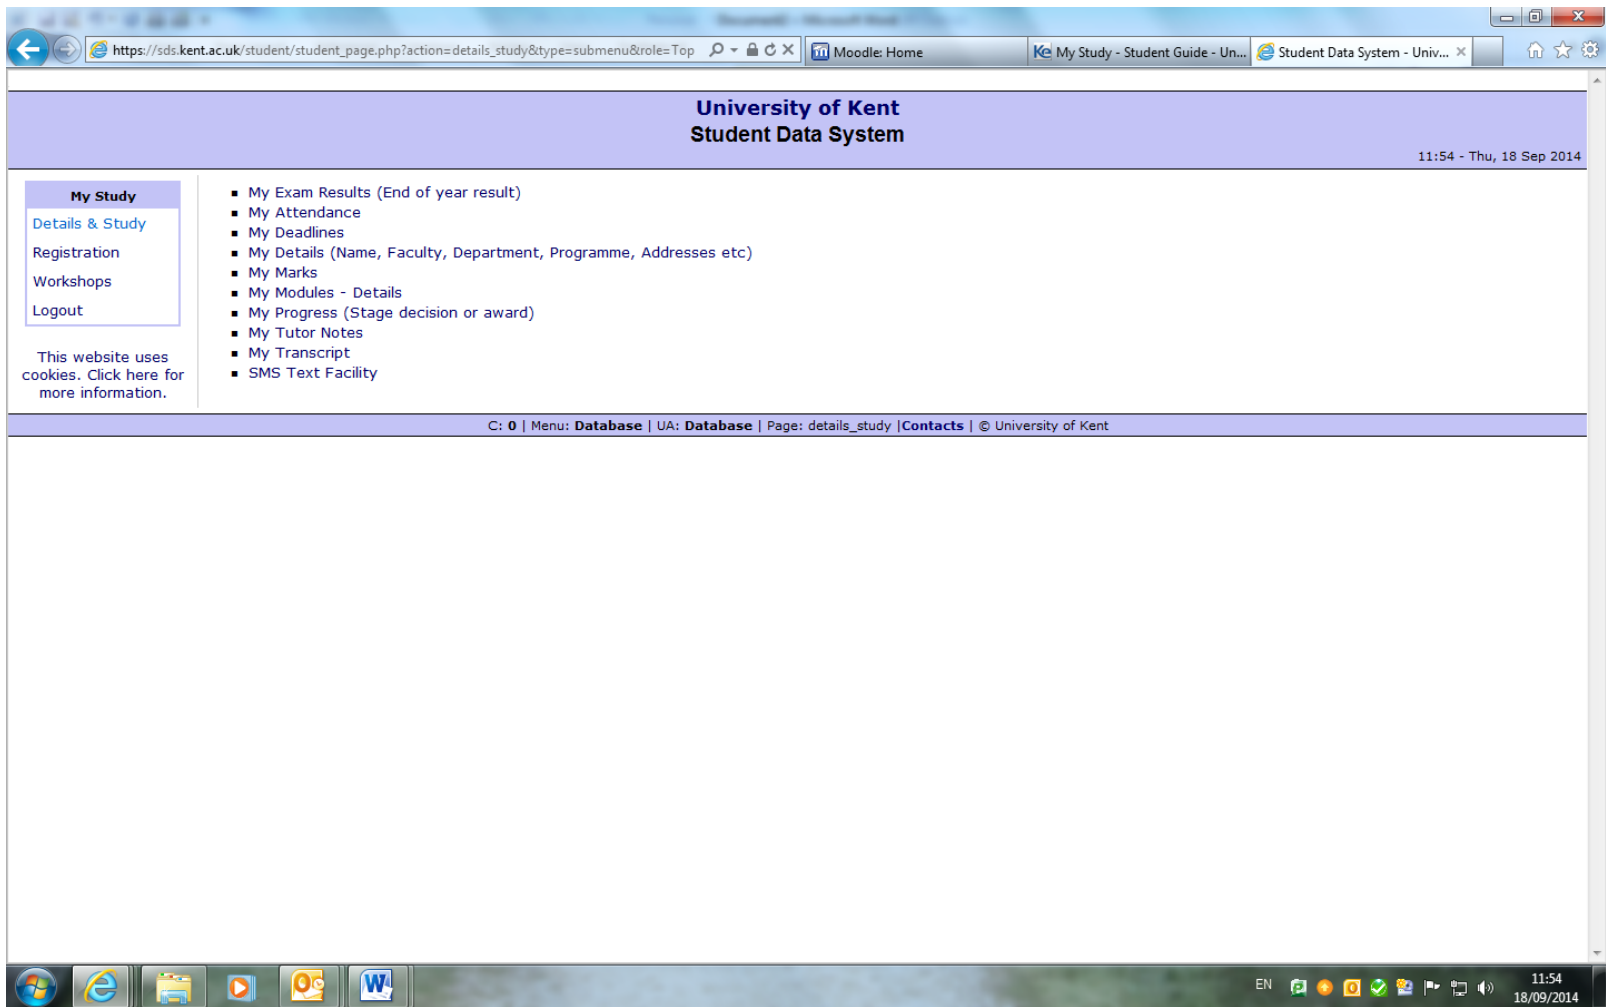 https://sds.kent.ac.uk/student/student_page.php?action=details_study&type=submenu&role=Top
Moodle: Home
My Study - Student Guide - Un...
Student Data System - Univ...
University of Kent
Student Data System
11:54 - Thu, 18 Sep 2014
My Study
Details & Study
Registration
Workshops
Logout
This website uses
cookies. Click here for
more information.
My Exam Results (End of year result)
My Attendance
My Deadlines
My Details (Name, Faculty, Department, Programme, Addresses etc)
My Marks
My Modules - Details
My Progress (Stage decision or award)
My Tutor Notes
My Transcript
SMS Text Facility
C: 0 | Menu: Database | UA: Database | Page: details_study |Contacts | © University of Kent
EN
11:54
18/09/2014